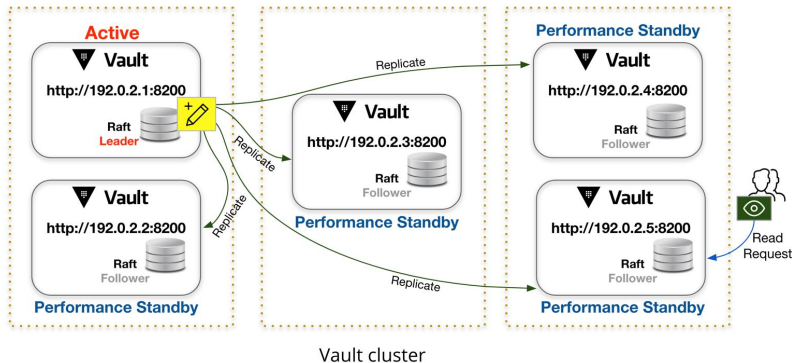 Active
Vault
http://192.0.2.1:8200
Raft
Leader
Vault
http://192.0.2.2:8200
Raft
Follower
Performance Standby
Replicate
Replicate
Replicate
Replicate
Vault
http://192.0.2.3:8200
Raft
Follower
Performance Standby
Performance Standby
Vault
http://192.0.2.4:8200
Raft
Follower
Vault
http://192.0.2.5:8200
Raft
Follower
Performance Standby
Read
Request
Vault cluster